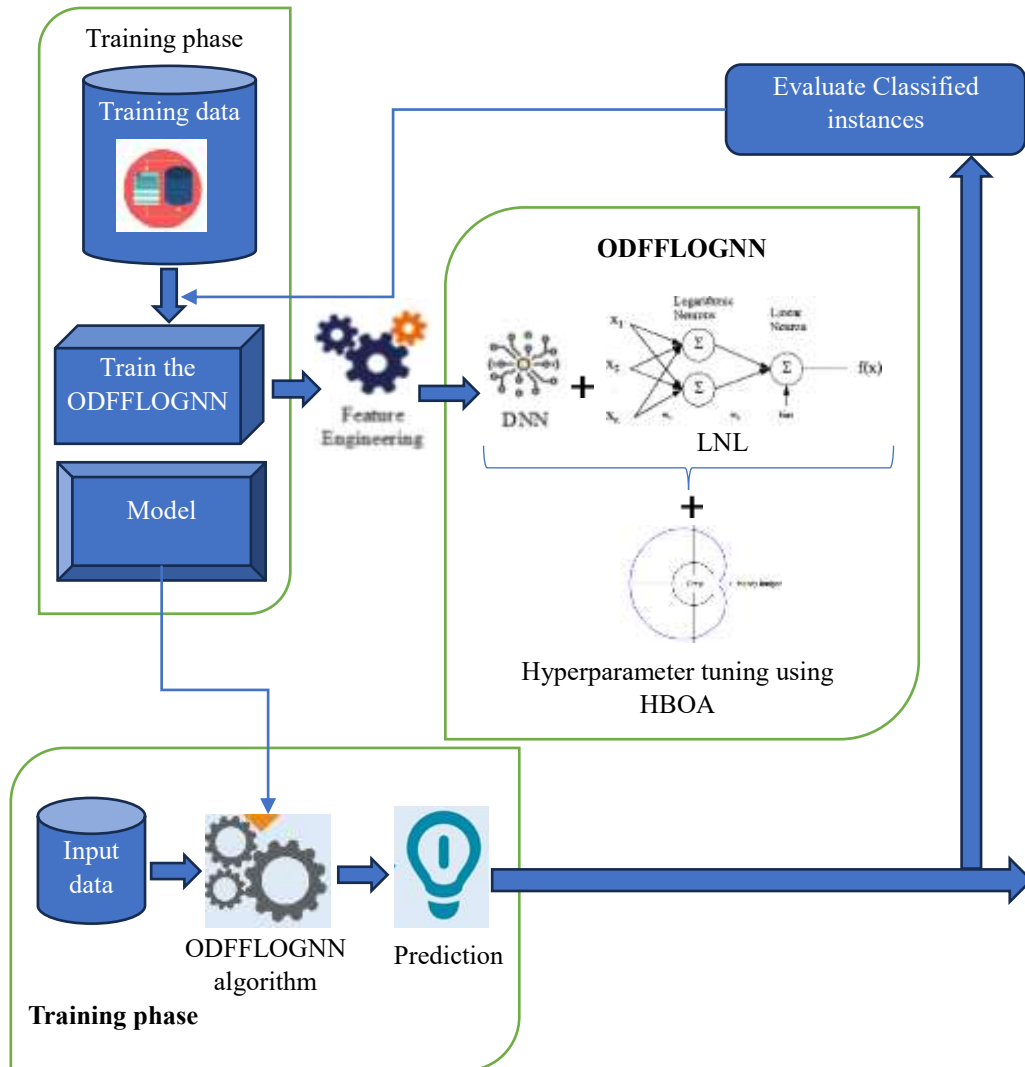 Training phase
Training data
Evaluate Classified
instances
Train the
ODFFLOGNN
Model
Feature
Engineering
ODFFLOGNN
DNN
Logarithmic
Neurons
Linear
Neuron
X1
Σ
Σ
Σ
f(x)
LNL
Hyperparameter tuning using
HBOA
Input
data
ODFFLOGNN
algorithm
Prediction
Training phase